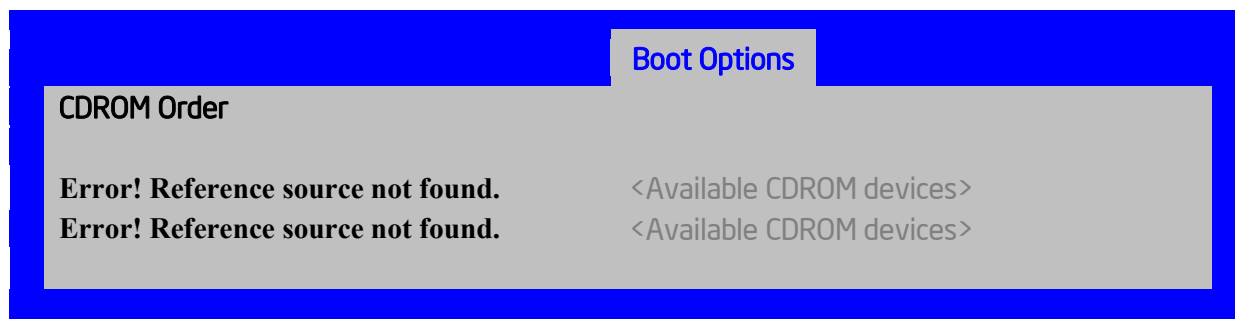 Boot Options
CDROM Order
Error! Reference source not found. <Available CDROM devices>
Error! Reference source not found. <Available CDROM devices>